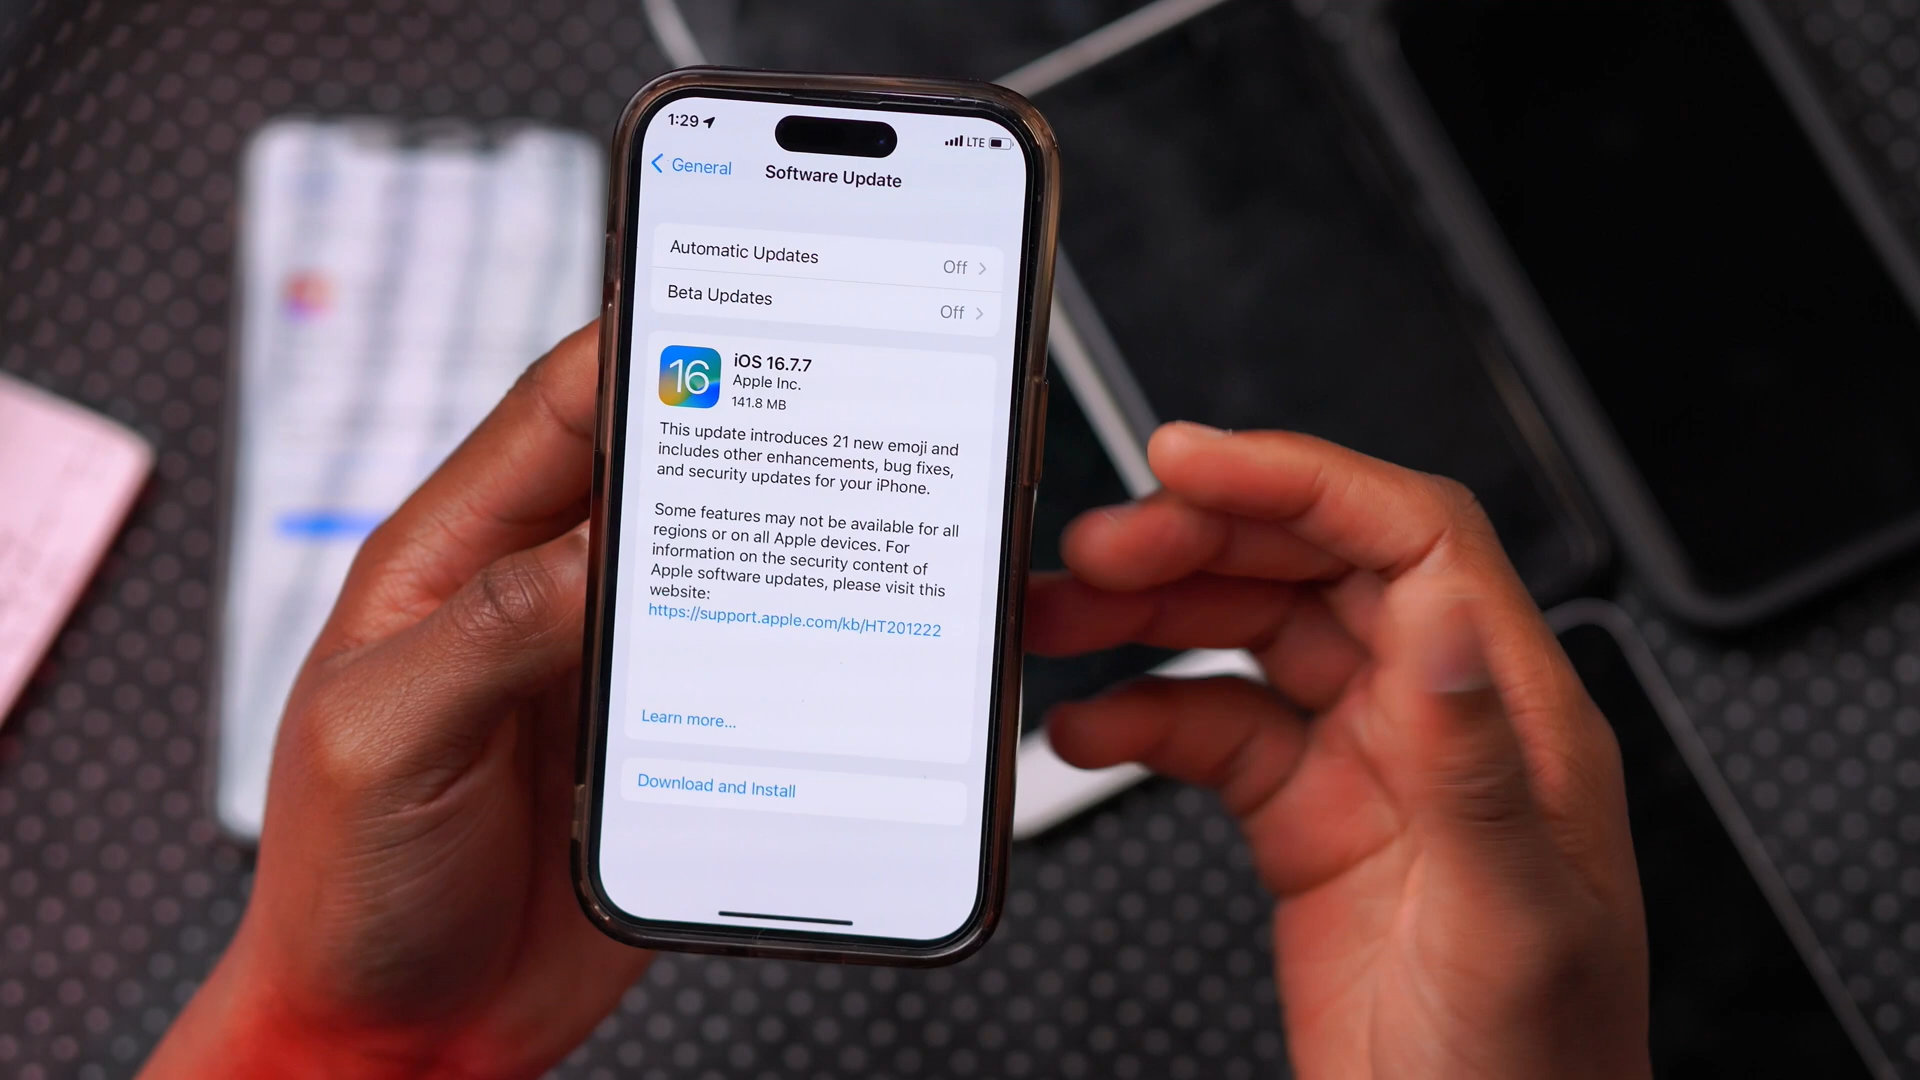 1:29
LTE
General
Software Update
Automatic Updates
Off
Beta Updates
Off
16
iOS 16.7.7
Apple Inc.
141.8 MB
This update introduces 21 new emoji and
includes other enhancements, bug fixes,
and security updates for your iPhone.
Some features may not be available for all
regions or on all Apple devices. For
information on the security content of
Apple software updates, please visit this
website:
https://support.apple.com/kb/HT201222
Learn more...
Download and Install